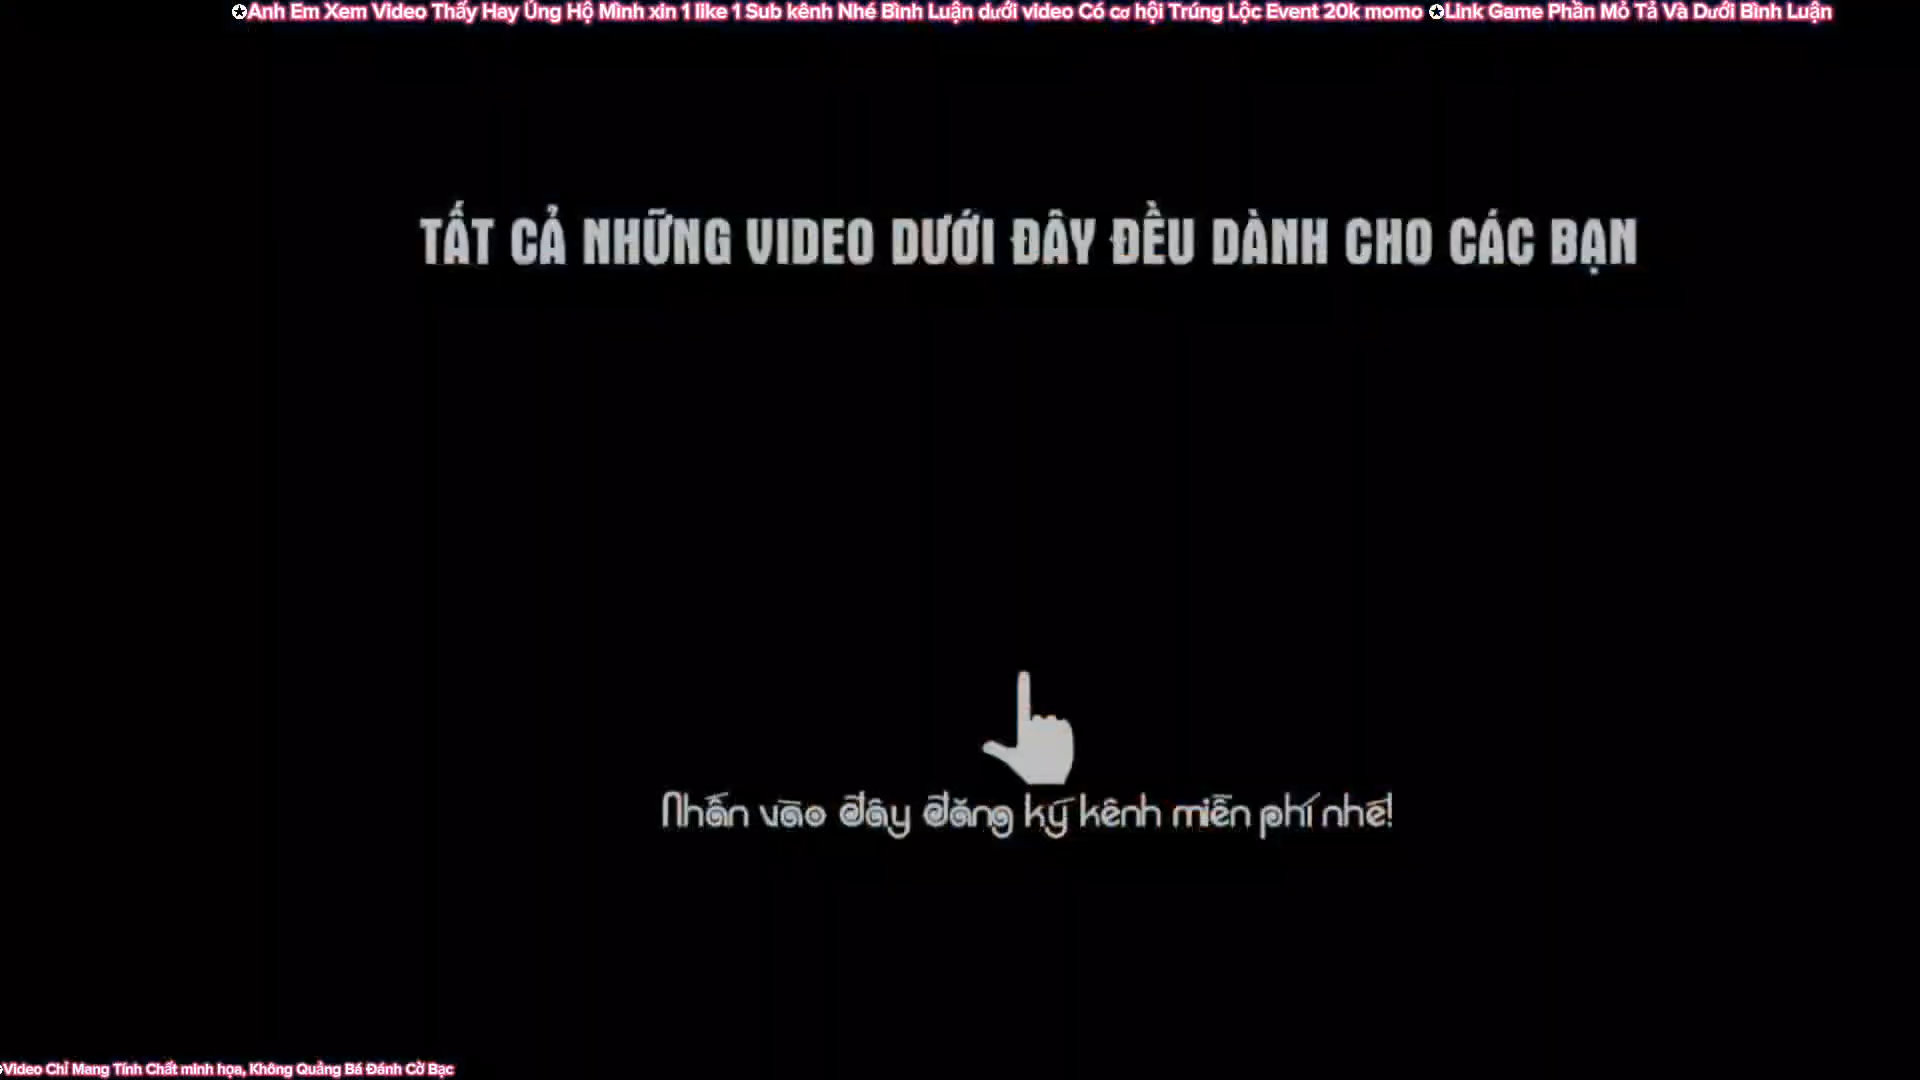 ✪Anh Em Xem Video Thấy Hay Ủng Hộ Mình xin 1 like 1 Sub kênh Nhé Bình Luận dưới video Có cơ hội Trúng Lộc Event 20k momo ✪Link Game Phần Mỏ Tả Và Dưới Bình Luận
TẤT CẢ NHỮNG VIDEO DƯỚI ĐÂY ĐỀU DÀNH CHO CÁC BẠN
Nhấn vào đây đăng ký kênh miễn phí nhé!
Video Chỉ Mang Tính Chất minh họa, Không Quảng Bá Đánh Cờ Bạc